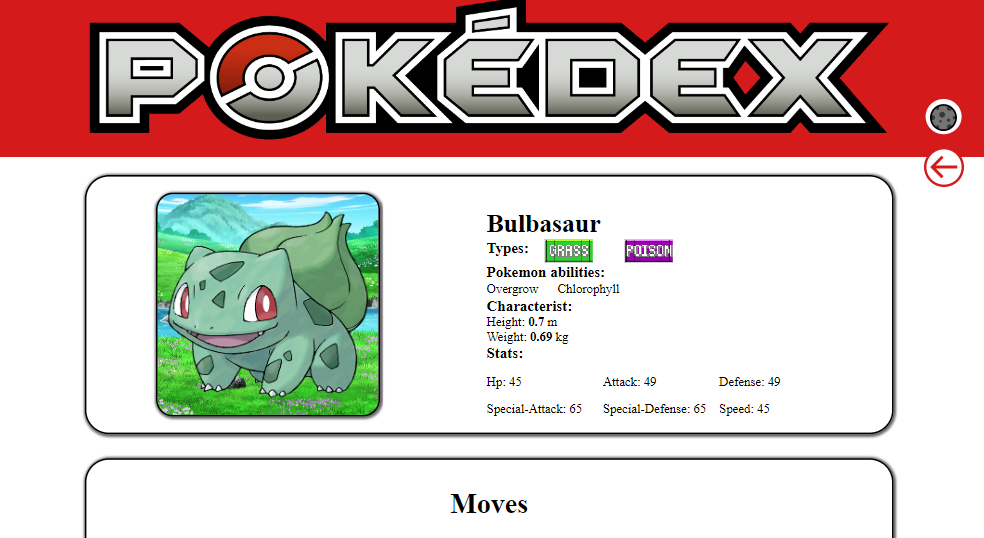 POKÉDEX
Bulbasaur
Types: GRASS POISON
Pokemon abilities:
Overgrow Chlorophyll
Characterist:
Height: 0.7 m
Weight: 0.69 kg
Stats:
Hp: 45 Attack: 49 Defense: 49
Special-Attack: 65 Special-Defense: 65 Speed: 45
Moves